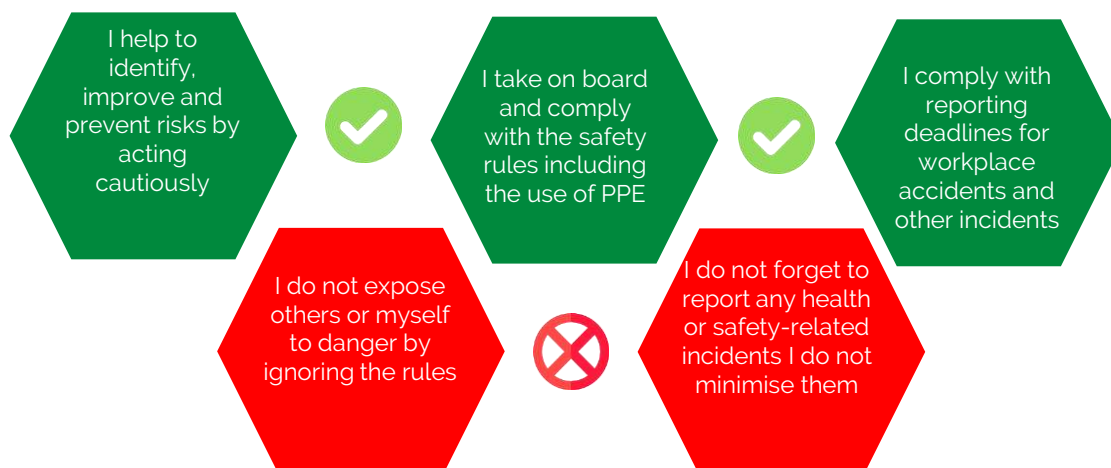 I help to
identify,
improve and
prevent risks by
acting
cautiously
I take on board
and comply
with the safety
rules including
the use of PPE
I comply with
reporting
deadlines for
workplace
accidents and
other incidents
I do not expose
others or myself
to danger by
ignoring the rules
I do not forget to
report any health
or safety-related
incidents I do not
minimise them